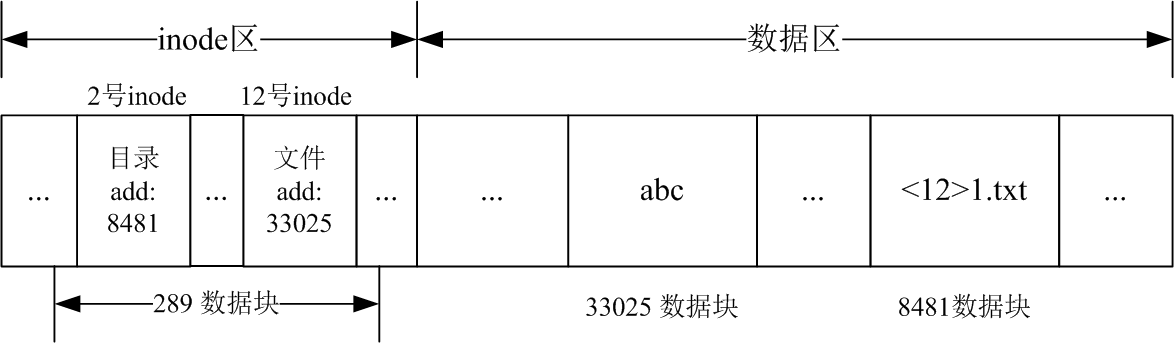 inode区
数据区
2号inode
12号inode
...
目录
add:
8481
...
文件
add:
33025
...
...
abc
...
<12>1.txt
...
289 数据块
33025 数据块
8481数据块